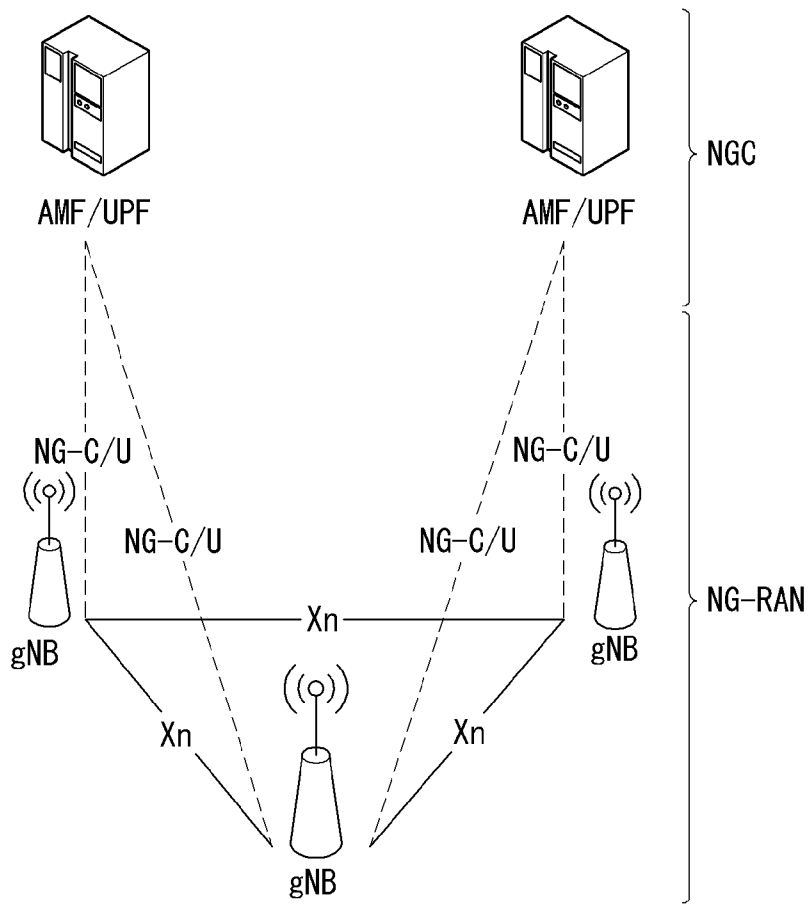 NGC
AMF/UPF
AMF/UPF
NG-C/U
NG-C/U
NG-C/U
NG-C/U
NG-RAN
Xn
gNB
gNB
Xn
Xn
gNB